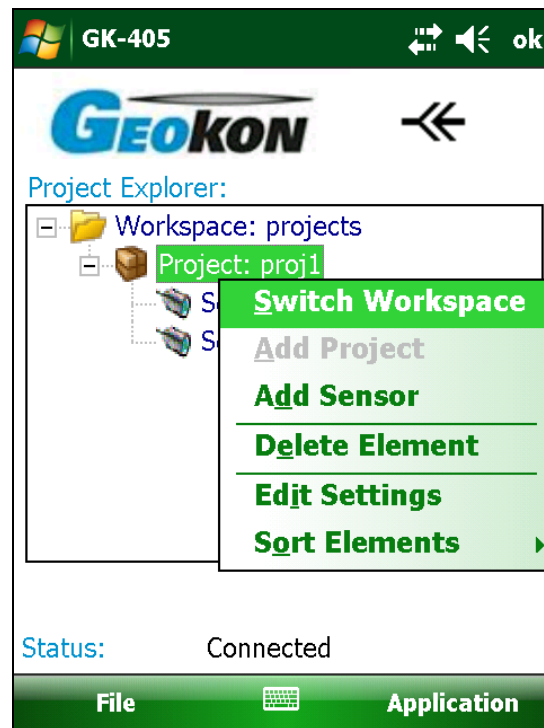 GK-405 ok
GEOKON
Project Explorer:
Workspace: projects
Project: proj1
Switch Workspace
Add Project
Add Sensor
Delete Element
Edit Settings
Sort Elements
Status: Connected
File Application